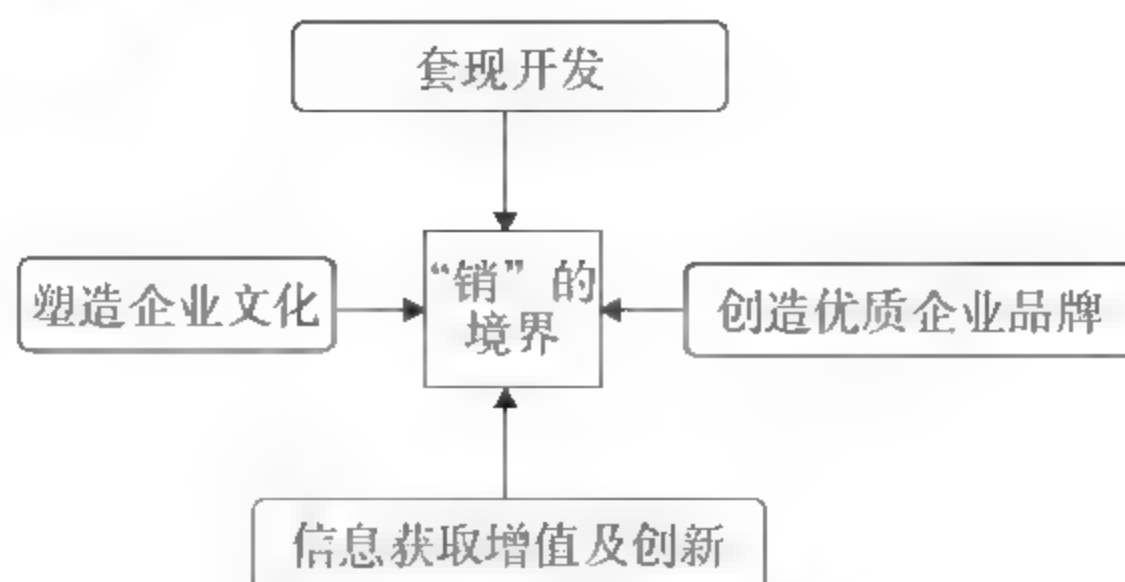 套现开发
塑造企业文化
“销”的
境界
创造优质企业品牌
信息获取增值及创新